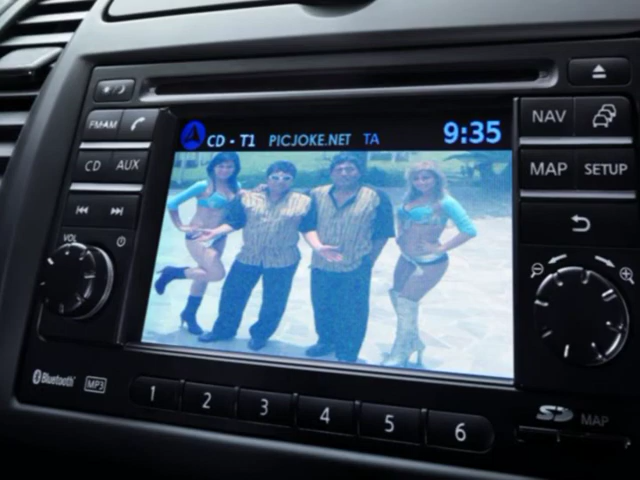 CD - T1 PICJOKE.NET TA 9:35
FM•AM
CD AUX
VOL
Bluetooth MP3
1 2 3 4 5 6
NAV
MAP SETUP
SD MAP